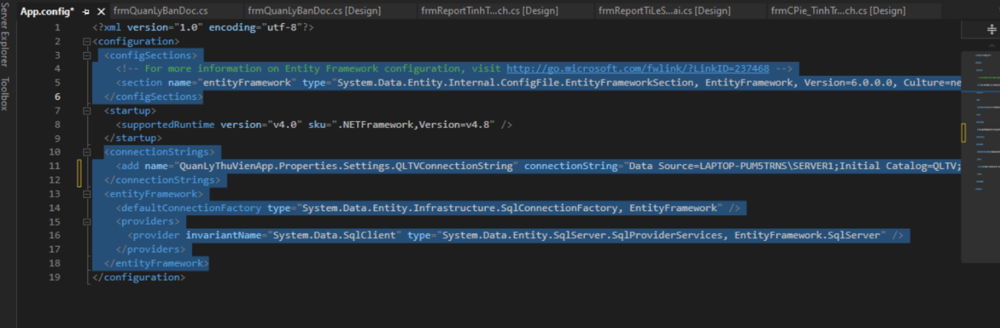 Server Explorer
Toolbox
App.config*
frmQuanLyBanDoc.cs
frmQuanLyBanDoc.cs [Design]
frmReportTinhT...ch.cs [Design]
frmReportTiLeS...ai.cs [Design]
frmCPie_TinhTr...ch.cs [Design]
1 <?xml version="1.0" encoding="utf-8"?>
2 <configuration>
3 <configSections>
4 <!-- For more information on Entity Framework configuration, visit http://go.microsoft.com/fwlink/?LinkID=237468 -->
5 <section name="entityFramework" type="System.Data.Entity.Internal.ConfigFile.EntityFrameworkSection, EntityFramework, Version=6.0.0.0, Culture=ne
6 </configSections>
7 <startup>
8 <supportedRuntime version="v4.0" sku=".NETFramework,Version=v4.8" />
9 </startup>
10 <connectionStrings>
11 <add name="QuanLyThuVienApp.Properties.Settings.QLTVConnectionString" connectionString="Data Source=LAPTOP-PUM5TRNS\SERVER1;Initial Catalog=QLTV;
12 </connectionStrings>
13 <entityFramework>
14 <defaultConnectionFactory type="System.Data.Entity.Infrastructure.SqlConnectionFactory, EntityFramework" />
15 <providers>
16 <provider invariantName="System.Data.SqlClient" type="System.Data.Entity.SqlServer.SqlProviderServices, EntityFramework.SqlServer" />
17 </providers>
18 </entityFramework>
19 </configuration>